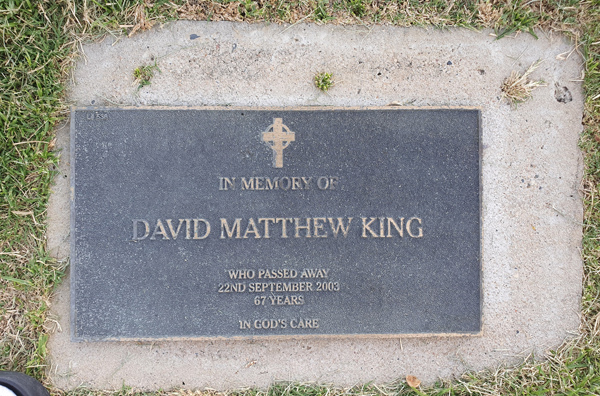 IN MEMORY OF
DAVID MATTHEW KING
WHO PASSED AWAY
22ND SEPTEMBER 2003
67 YEARS
IN GOD'S CARE